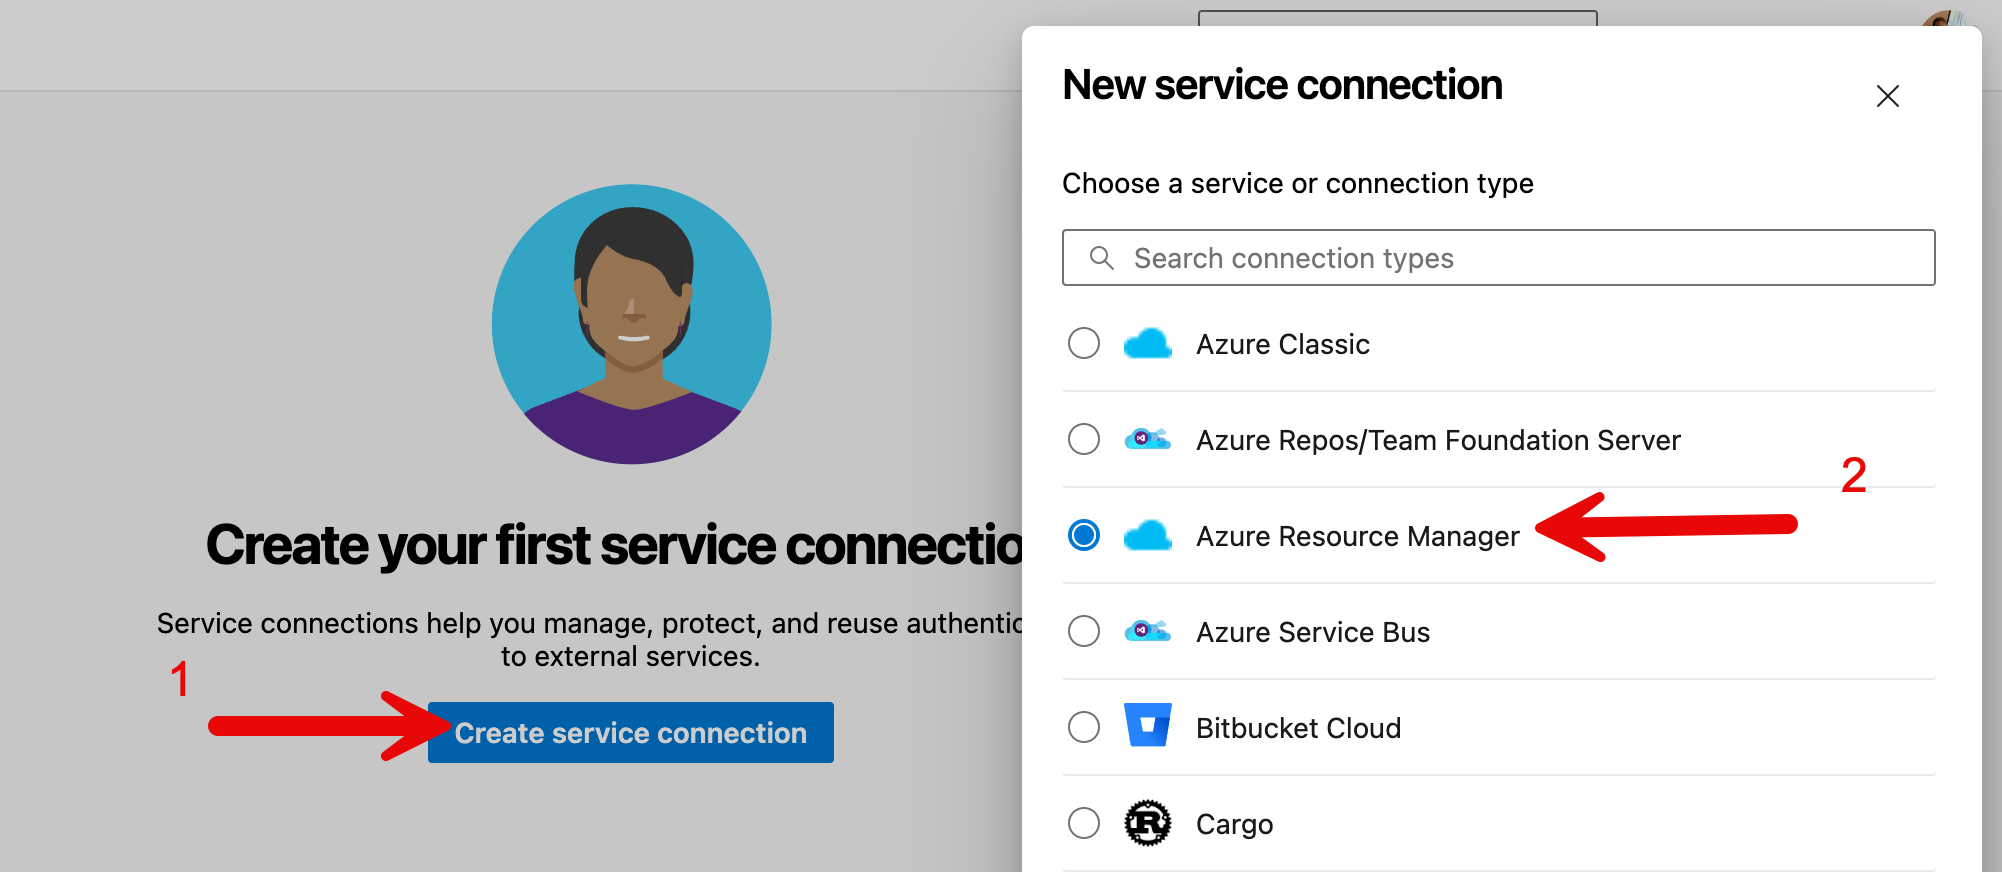 Create your first service connectio
Service connections help you manage, protect, and reuse authentic
to external services.
1
Create service connection
New service connection
Choose a service or connection type
Search connection types
Azure Classic
Azure Repos/Team Foundation Server
2
Azure Resource Manager
Azure Service Bus
Bitbucket Cloud
Cargo